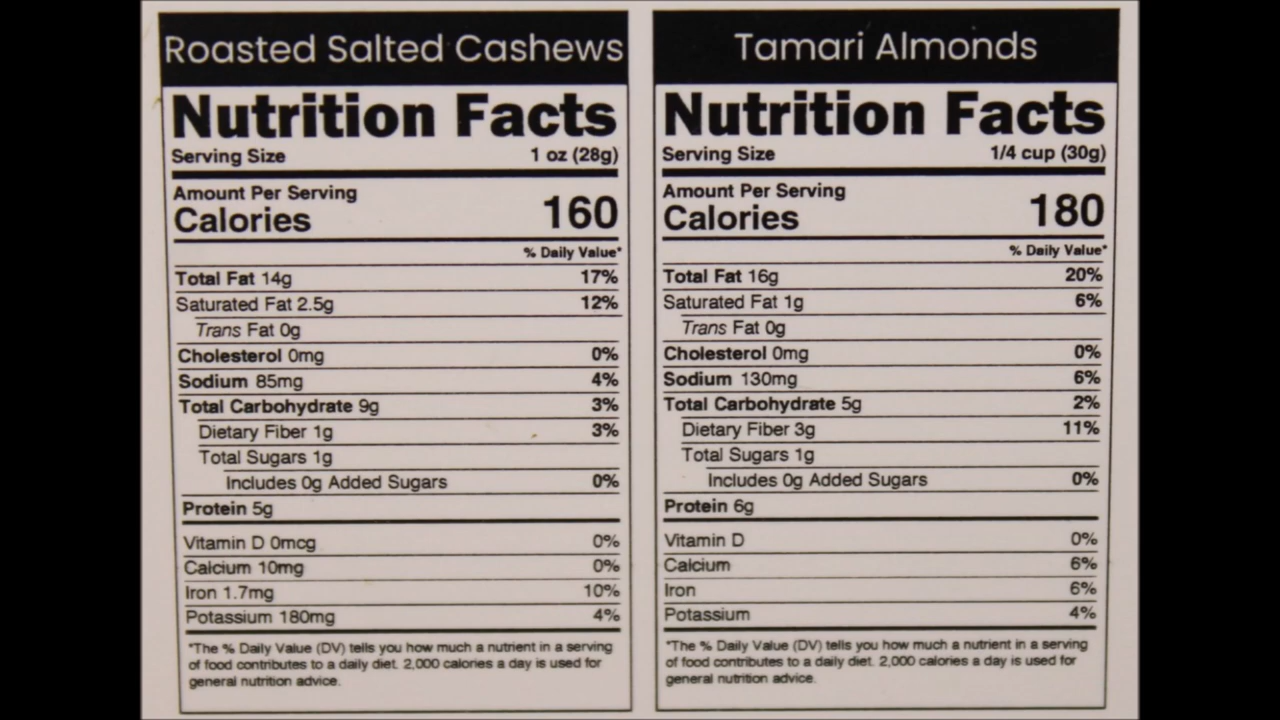 Roasted Salted Cashews
Nutrition Facts
Serving Size 1 oz (28g)
Amount Per Serving
Calories 160
% Daily Value*
Total Fat 14g 17%
Saturated Fat 2.5g 12%
Trans Fat 0g
Cholesterol 0mg 0%
Sodium 85mg 4%
Total Carbohydrate 9g 3%
Dietary Fiber 1g 3%
Total Sugars 1g
Includes 0g Added Sugars 0%
Protein 5g
Vitamin D 0mcg 0%
Calcium 10mg 0%
Iron 1.7mg 10%
Potassium 180mg 4%
*The % Daily Value (DV) tells you how much a nutrient in a serving
of food contributes to a daily diet. 2,000 calories a day is used for
general nutrition advice.
Tamari Almonds
Nutrition Facts
Serving Size 1/4 cup (30g)
Amount Per Serving
Calories 180
% Daily Value*
Total Fat 16g 20%
Saturated Fat 1g 6%
Trans Fat 0g
Cholesterol 0mg 0%
Sodium 130mg 6%
Total Carbohydrate 5g 2%
Dietary Fiber 3g 11%
Total Sugars 1g
Includes 0g Added Sugars 0%
Protein 6g
Vitamin D 0%
Calcium 6%
Iron 6%
Potassium 4%
*The % Daily Value (DV) tells you how much a nutrient in a serving
of food contributes to a daily diet. 2,000 calories a day is used for
general nutrition advice.